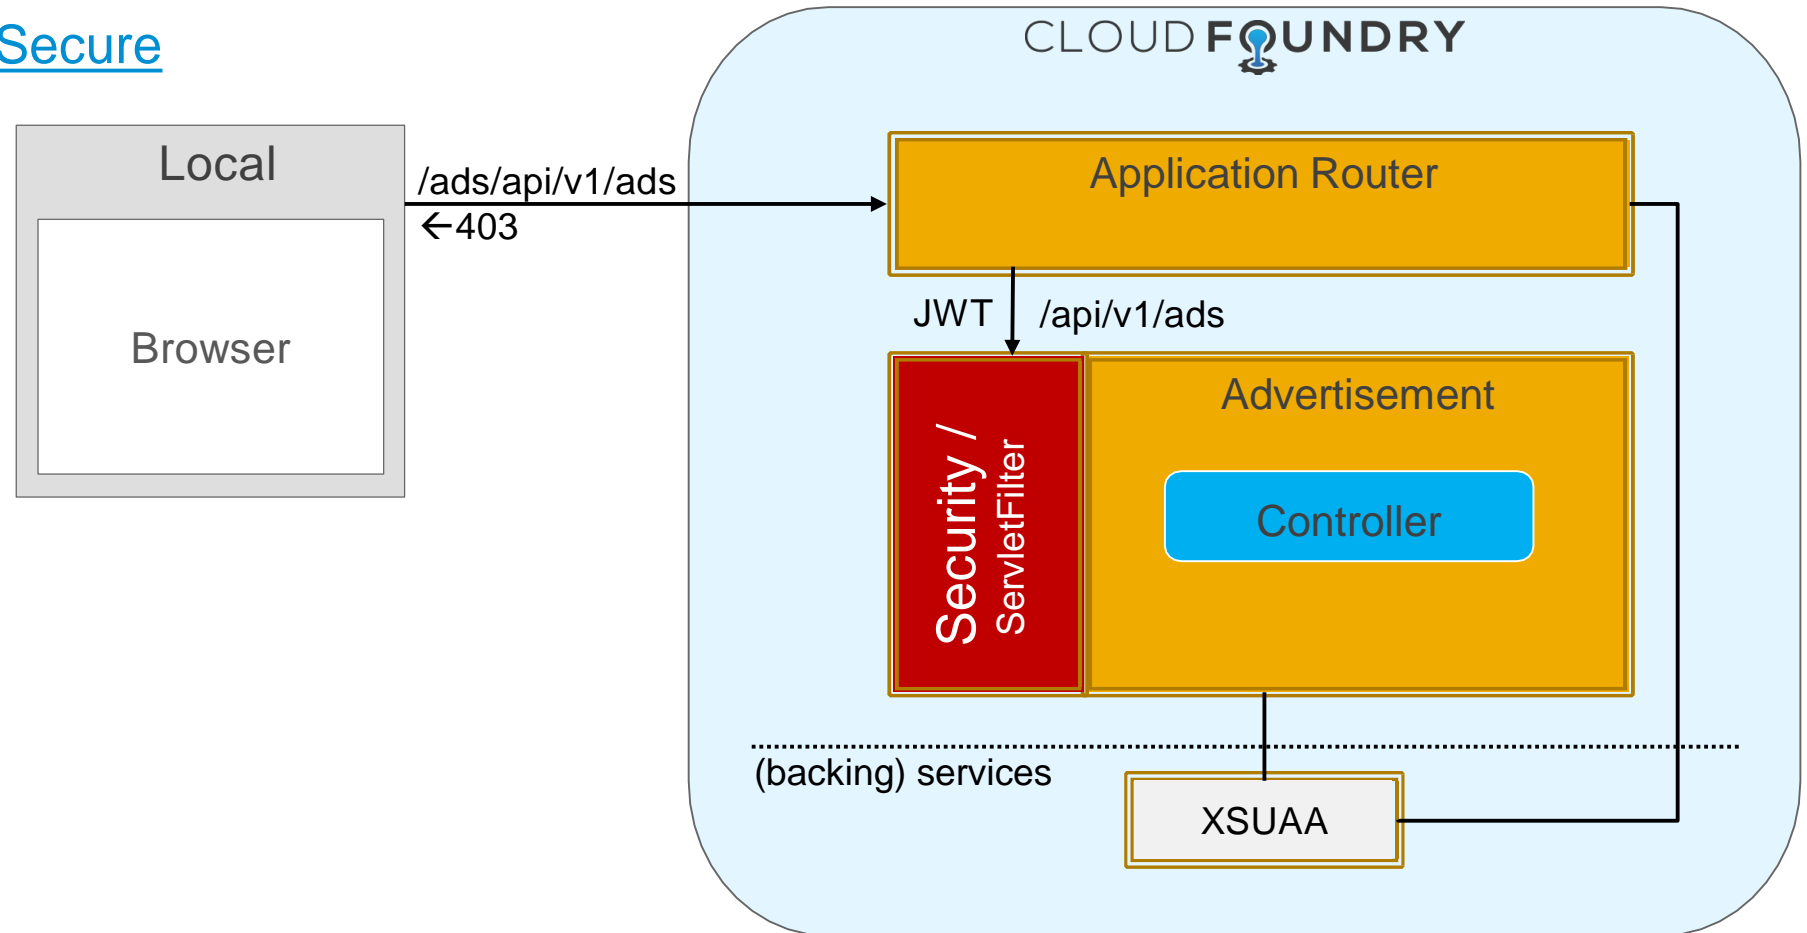 Secure
CLOUD FOUNDRY
Local
Browser
/ads/api/v1/ads
←403
Application Router
JWT
/api/v1/ads
Security /
ServletFilter
Advertisement
Controller
(backing) services
XSUAA